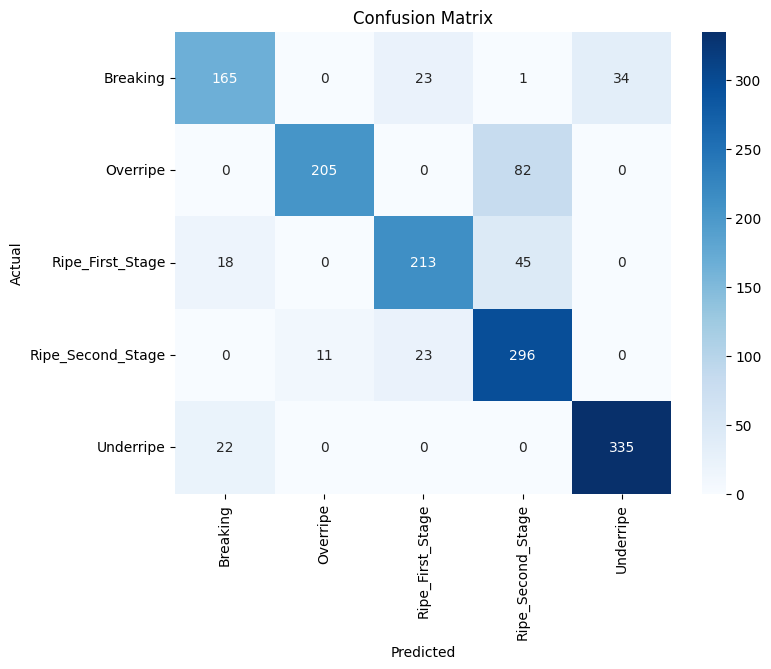 Confusion Matrix
Breaking 165 0 23 1 34
Overripe 0 205 0 82 0
Ripe_First_Stage 18 0 213 45 0
Ripe_Second_Stage 0 11 23 296 0
Underripe 22 0 0 0 335
Actual
Breaking Overripe Ripe_First_Stage Ripe_Second_Stage Underripe
Predicted
300
250
200
150
100
50
0